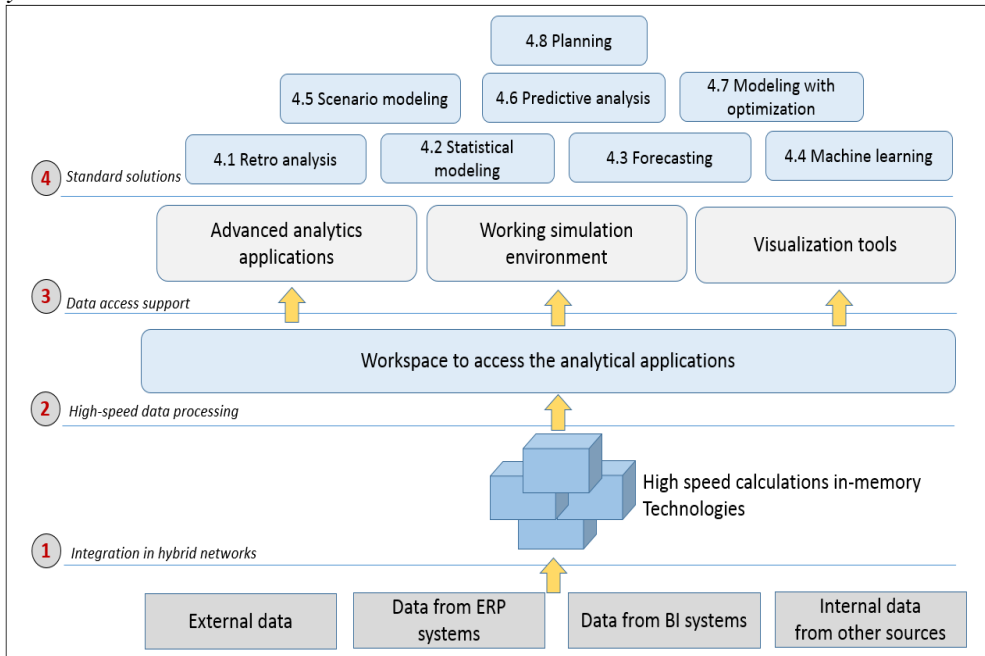 4.8 Planning
4.5 Scenario modeling
4.6 Predictive analysis
4.7 Modeling with
optimization
4.1 Retro analysis
4.2 Statistical
modeling
4.3 Forecasting
4.4 Machine learning
4
Standard solutions
Advanced analytics
applications
Working simulation
environment
Visualization tools
3
Data access support
Workspace to access the analytical applications
2
High-speed data processing
High speed calculations in-memory
Technologies
1
Integration in hybrid networks
External data
Data from ERP
systems
Data from BI systems
Internal data
from other sources